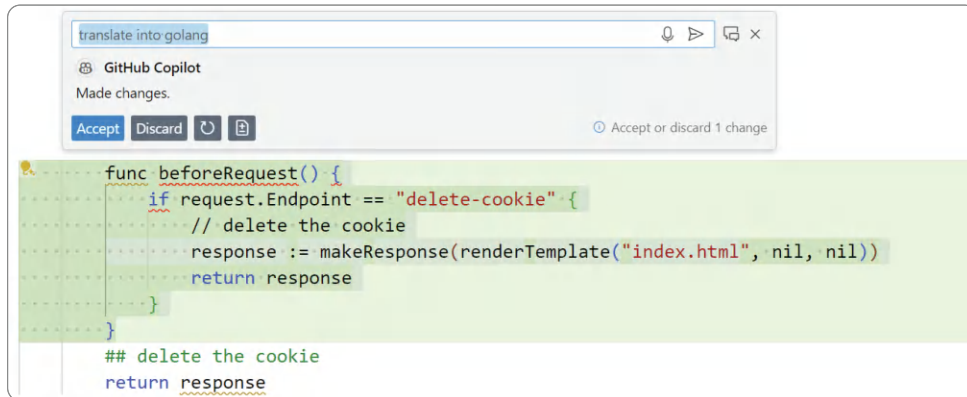 translate into golang
GitHub Copilot
Made changes.
Accept Discard
Accept or discard 1 change
func beforeRequest() {
if request.Endpoint == "delete-cookie" {
// delete the cookie
response := makeResponse(renderTemplate("index.html", nil, nil))
return response
}
}
## delete the cookie
return response